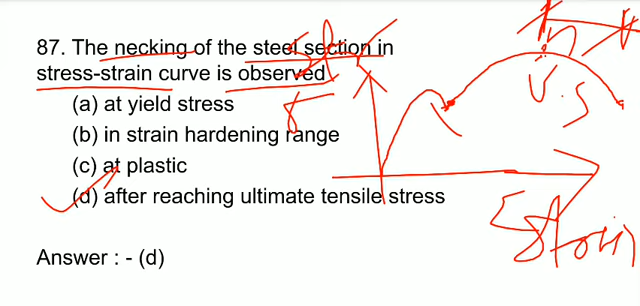 87. The necking of the steel section in
stress-strain curve is observed
(a) at yield stress
(b) in strain hardening range
(c) at plastic
(d) after reaching ultimate tensile stress
Answer : - (d)
U.S
Strain